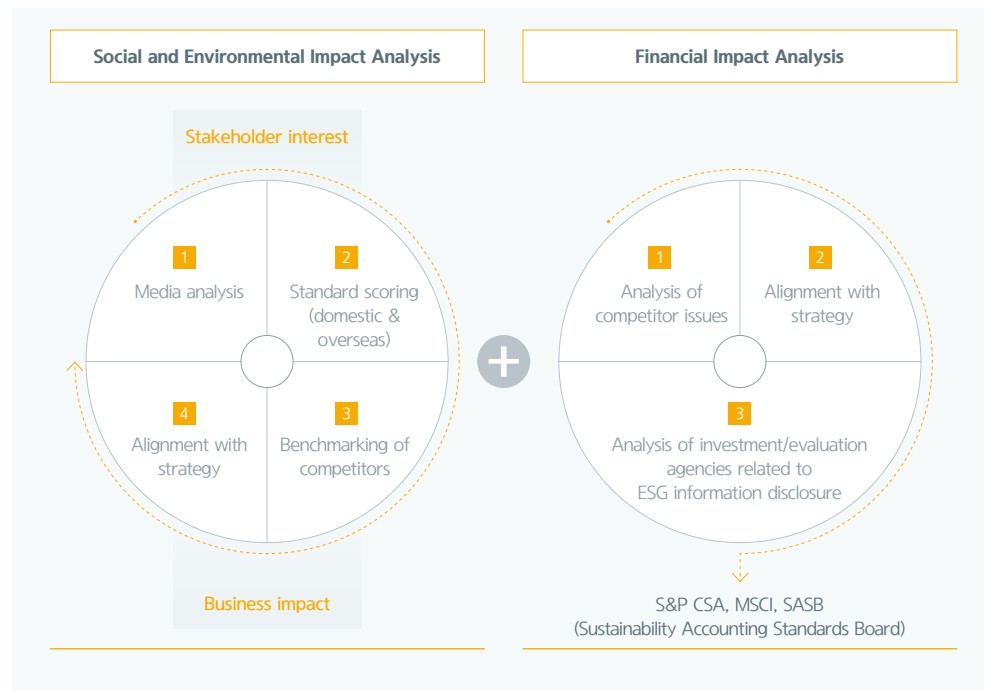 Social and Environmental Impact Analysis
Stakeholder interest
1
Media analysis
2
Standard scoring
(domestic &
overseas)
4
Alignment with
strategy
3
Benchmarking of
competitors
Business impact
Financial Impact Analysis
1
Analysis of
competitor issues
2
Alignment with
strategy
3
Analysis of investment/evaluation
agencies related to
ESG information disclosure
S&P CSA, MSCI, SASB
(Sustainability Accounting Standards Board)